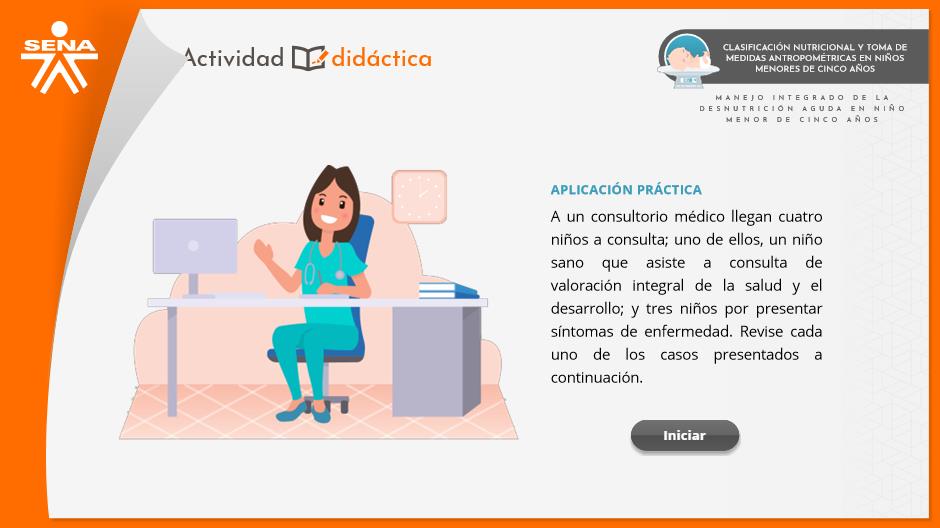 SENA
Actividad didáctica
CLASIFICACIÓN NUTRICIONAL Y TOMA DE
MEDIDAS ANTROPOMÉTRICAS EN NIÑOS
MENORES DE CINCO AÑOS
MANEJO INTEGRADO DE LA
DESNUTRICIÓN AGUDA EN NIÑO
MENOR DE CINCO AÑOS
APLICACIÓN PRÁCTICA
A un consultorio médico llegan cuatro
niños a consulta; uno de ellos, un niño
sano que asiste a consulta de
valoración integral de la salud y el
desarrollo; y tres niños por presentar
síntomas de enfermedad. Revise cada
uno de los casos presentados a
continuación.
Iniciar